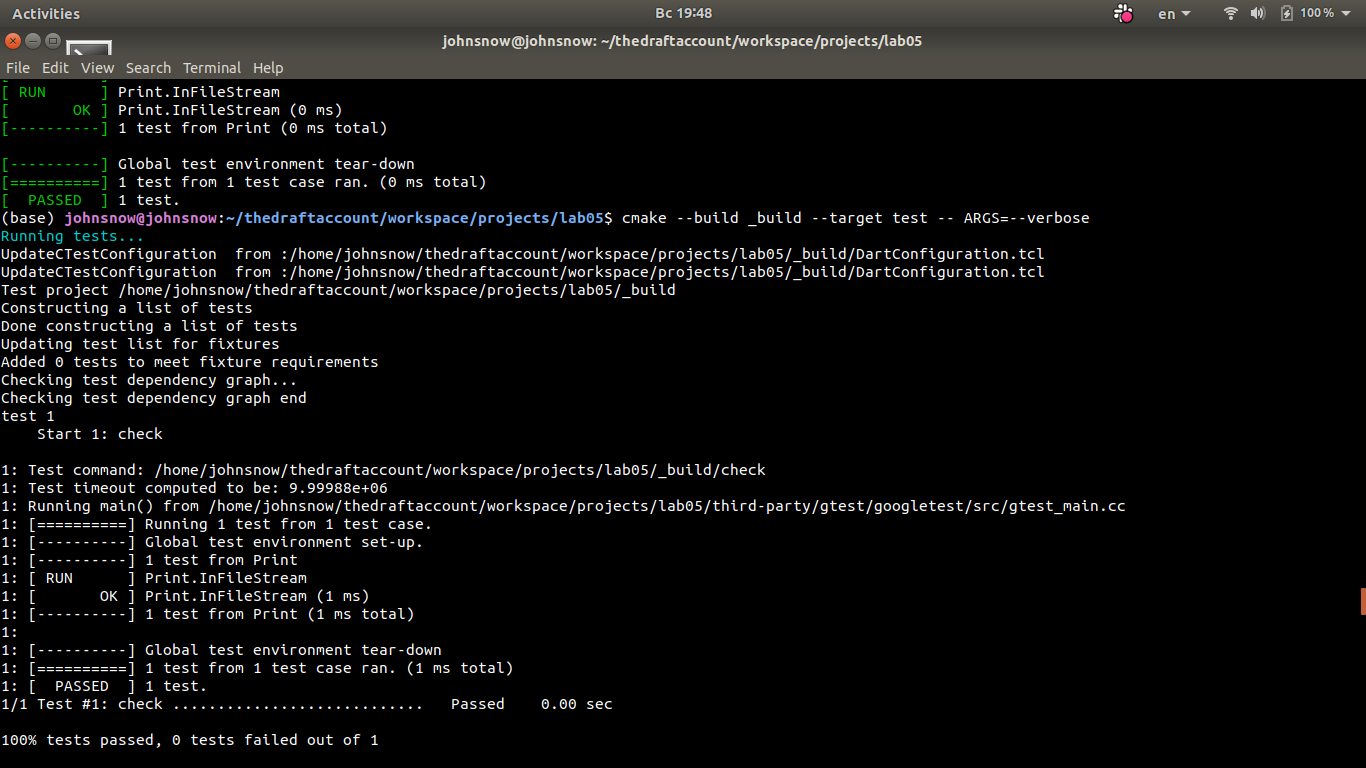 Activities
Вс 19:48
en
100%
johnsnow@johnsnow: ~/thedraftaccount/workspace/projects/lab05
File Edit View Search Terminal Help
[ RUN      ] Print.InFileStream
[       OK ] Print.InFileStream (0 ms)
[----------] 1 test from Print (0 ms total)

[----------] Global test environment tear-down
[==========] 1 test from 1 test case ran. (0 ms total)
[  PASSED  ] 1 test.
(base) johnsnow@johnsnow:~/thedraftaccount/workspace/projects/lab05$ cmake --build _build --target test -- ARGS=--verbose
Running tests...
UpdateCTestConfiguration  from :/home/johnsnow/thedraftaccount/workspace/projects/lab05/_build/DartConfiguration.tcl
UpdateCTestConfiguration  from :/home/johnsnow/thedraftaccount/workspace/projects/lab05/_build/DartConfiguration.tcl
Test project /home/johnsnow/thedraftaccount/workspace/projects/lab05/_build
Constructing a list of tests
Done constructing a list of tests
Updating test list for fixtures
Added 0 tests to meet fixture requirements
Checking test dependency graph...
Checking test dependency graph end
test 1
    Start 1: check

1: Test command: /home/johnsnow/thedraftaccount/workspace/projects/lab05/_build/check
1: Test timeout computed to be: 9.99988e+06
1: Running main() from /home/johnsnow/thedraftaccount/workspace/projects/lab05/third-party/gtest/googletest/src/gtest_main.cc
1: [==========] Running 1 test from 1 test case.
1: [----------] Global test environment set-up.
1: [----------] 1 test from Print
1: [ RUN      ] Print.InFileStream
1: [       OK ] Print.InFileStream (1 ms)
1: [----------] 1 test from Print (1 ms total)
1:
1: [----------] Global test environment tear-down
1: [==========] 1 test from 1 test case ran. (1 ms total)
1: [  PASSED  ] 1 test.
1/1 Test #1: check ............................   Passed    0.00 sec

100% tests passed, 0 tests failed out of 1